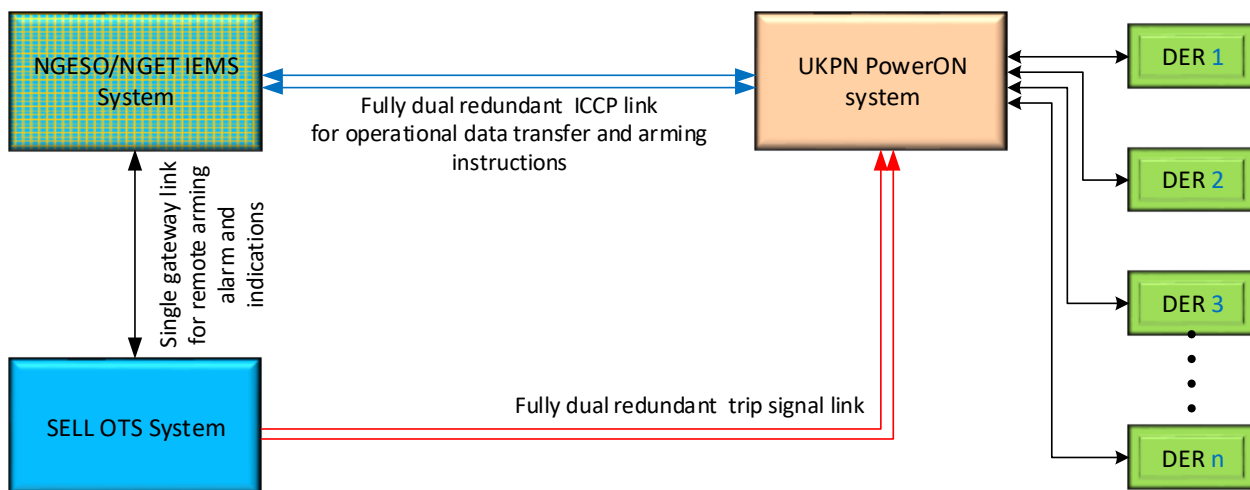 NGESO/NGET IEMS
System
Fully dual redundant ICCP link
for operational data transfer and arming
instructions
UKPN PowerON
system
DER 1
DER 2
DER 3
DER n
Single gateway link
for remote arming
alarm and
indications
SELL OTS System
Fully dual redundant trip signal link